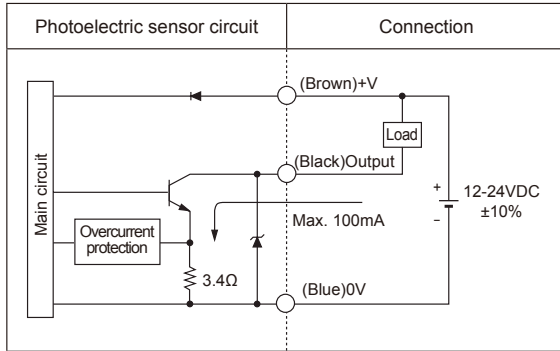 Photoelectric sensor circuit
Connection
(Brown)+V
Load
(Black)Output
Main circuit
+
12-24VDC
±10%
-
Max. 100mA
Overcurrent
protection
3.4Ω
(Blue)0V